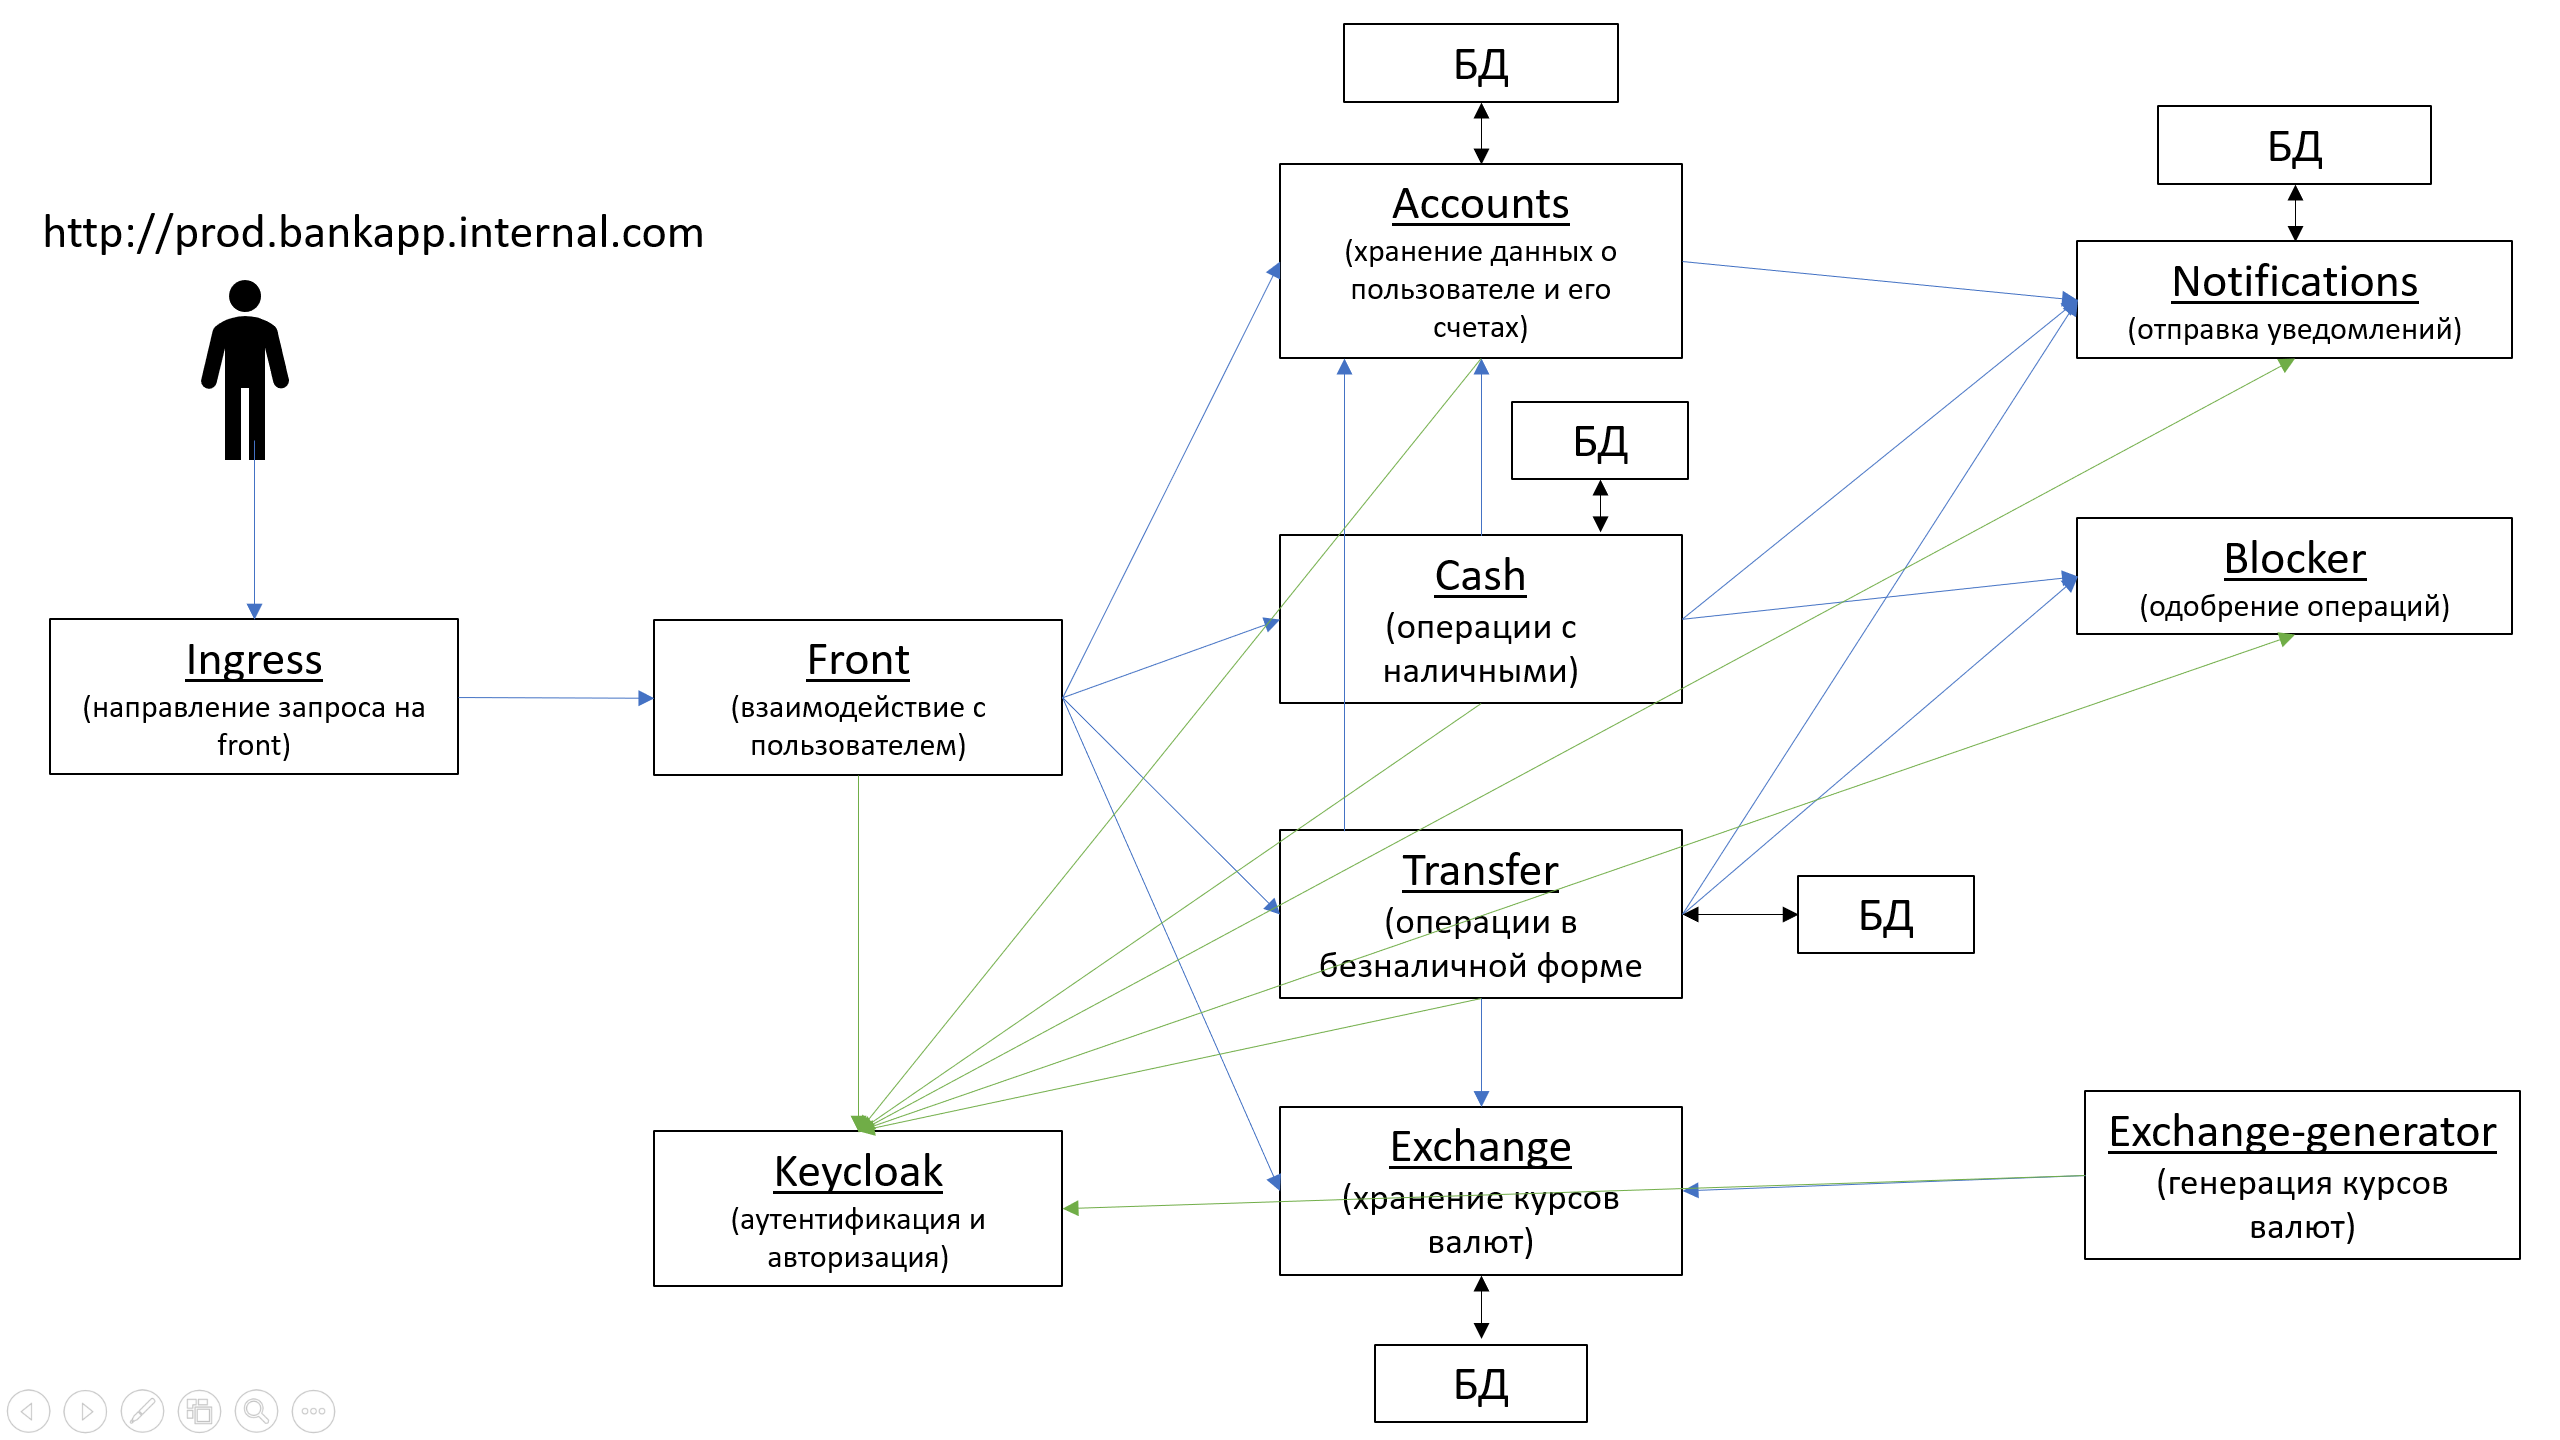 http://prod.bankapp.internal.com
Ingress
(направление запроса на
front)
Front
(взаимодействие с
пользователем)
Keycloak
(аутентификация и
авторизация)
БД
Accounts
(хранение данных о
пользователе и его
счетах)
БД
Cash
(операции с
наличными)
Transfer
(операции в
безналичной форме
БД
Exchange
(хранение курсов
валют)
БД
БД
Notifications
(отправка уведомлений)
Blocker
(одобрение операций)
Exchange-generator
(генерация курсов
валют)